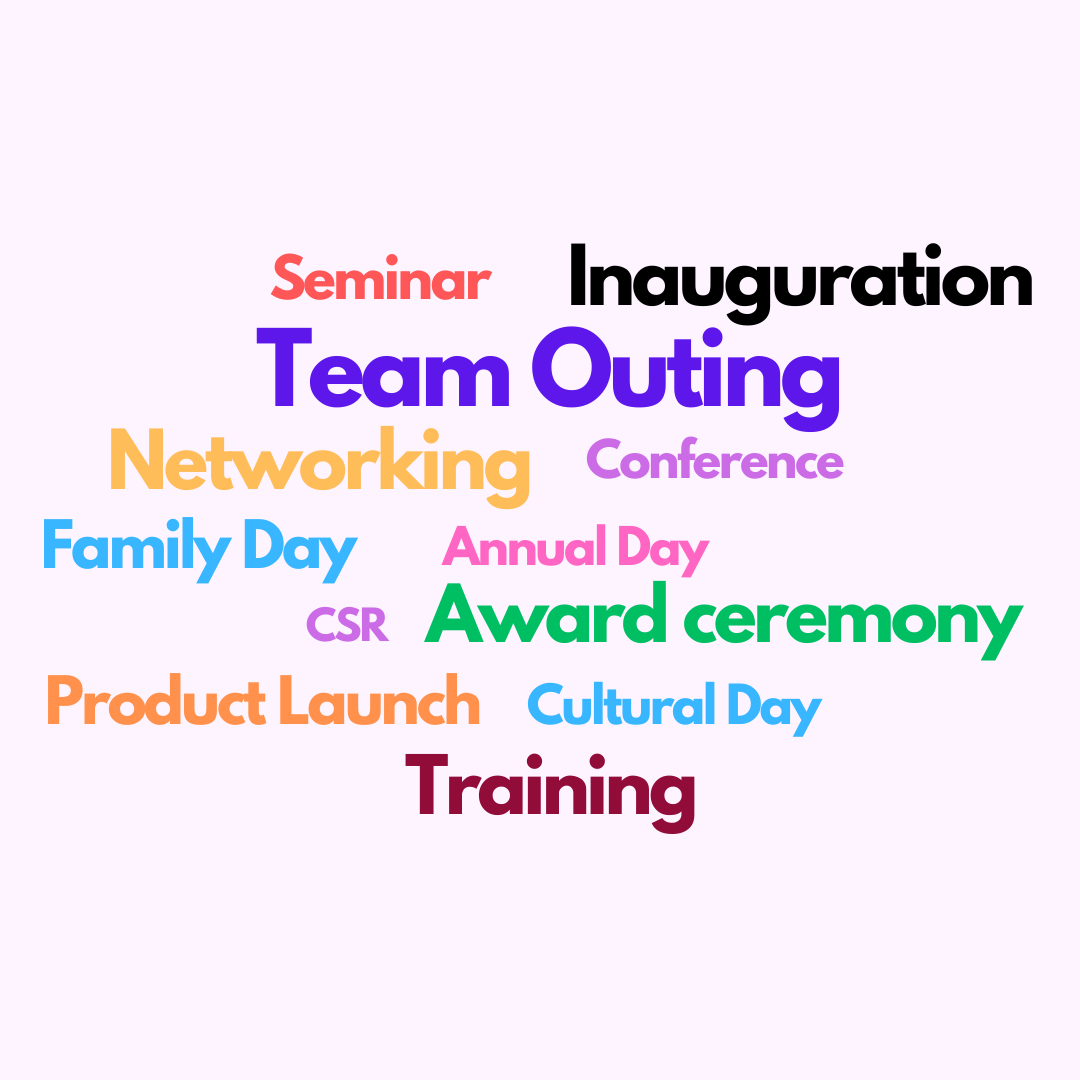 Seminar Inauguration
Team Outing
Networking Conference
Family Day Annual Day
CSR Award ceremony
Product Launch Cultural Day
Training